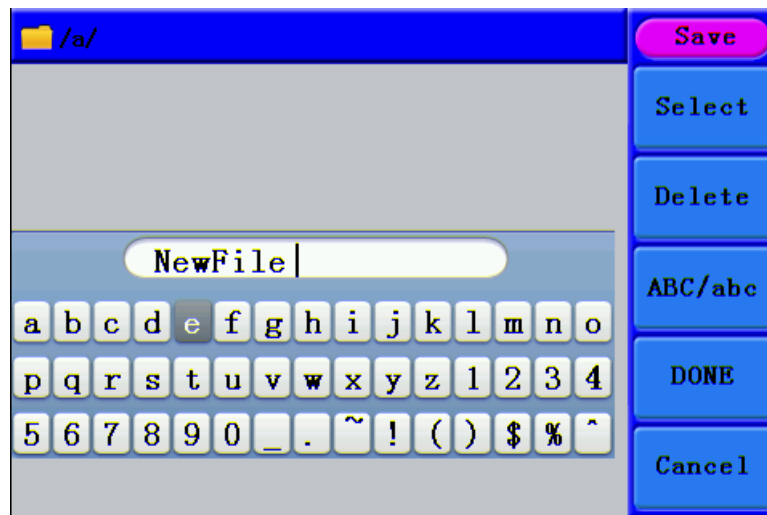 /a/
Save
Select
Delete
ABC/abc
DONE
Cancel
NewFile
a b c d e f g h i j k l m n o
p q r s t u v w x y z 1 2 3 4
5 6 7 8 9 0 _ . ~ ! ( ) $ % ^